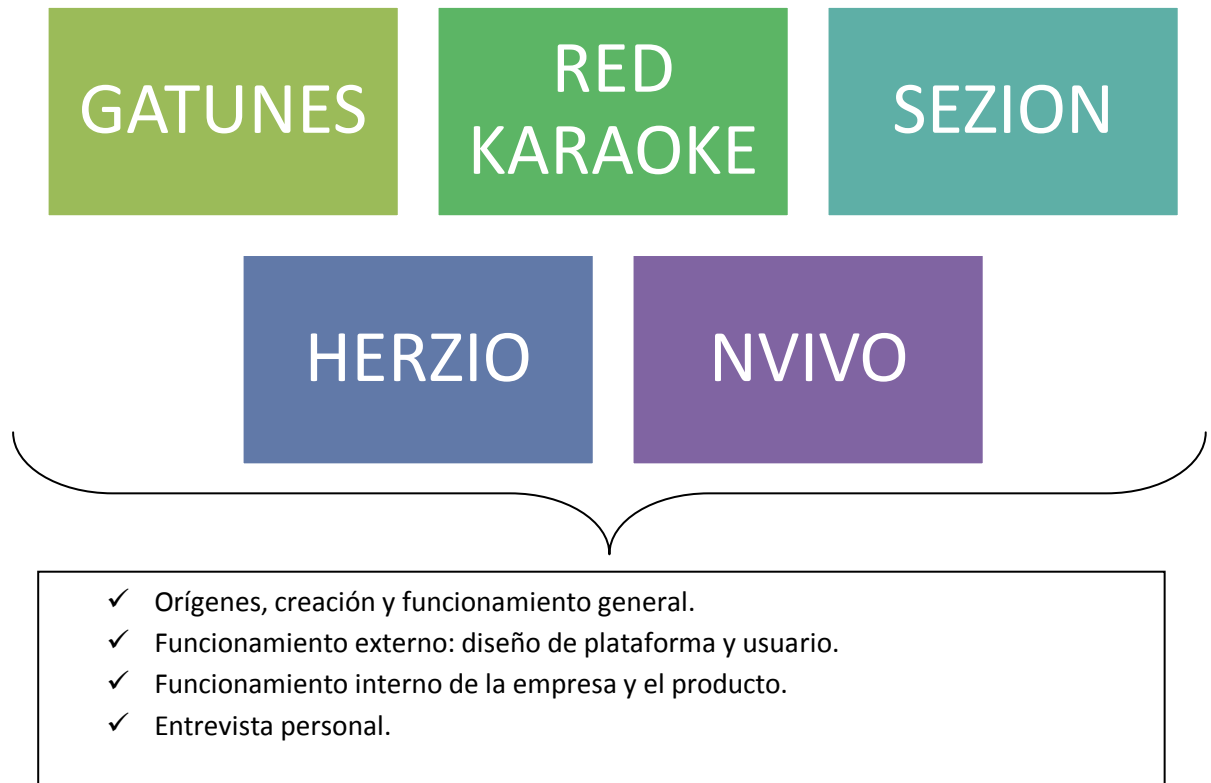 GATUNES
RED
KARAOKE
SEZION
HERZIO
NVIVO
✓ Orígenes, creación y funcionamiento general.
✓ Funcionamiento externo: diseño de plataforma y usuario.
✓ Funcionamiento interno de la empresa y el producto.
✓ Entrevista personal.